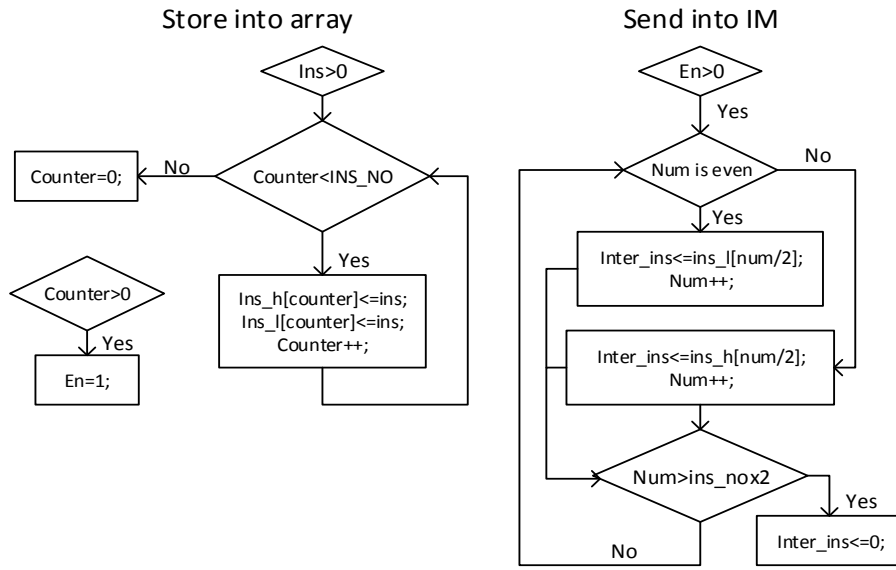 Store into array
Ins>0
Counter<INS_NO
No
Counter=0;
Yes
Ins_h[counter]<=ins;
Ins_l[counter]<=ins;
Counter++;
Counter>0
Yes
En=1;
Send into IM
En>0
Yes
Num is even
No
Yes
Inter_ins<=ins_l[num/2];
Num++;
Inter_ins<=ins_h[num/2];
Num++;
Num>ins_nox2
Yes
No
Inter_ins<=0;